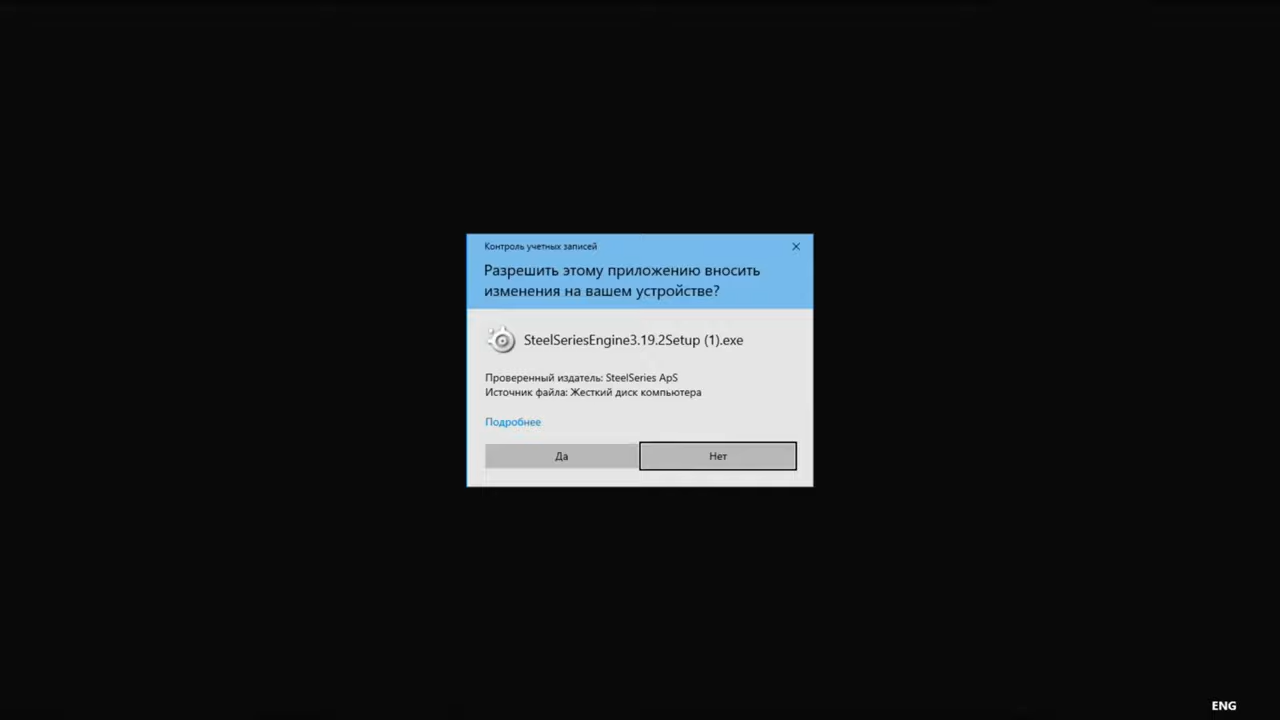 Контроль учетных записей
Разрешить этому приложению вносить
изменения на вашем устройстве?
SteelSeriesEngine3.19.2Setup (1).exe
Проверенный издатель: SteelSeries ApS
Источник файла: Жесткий диск компьютера
Подробнее
Да
Нет
ENG